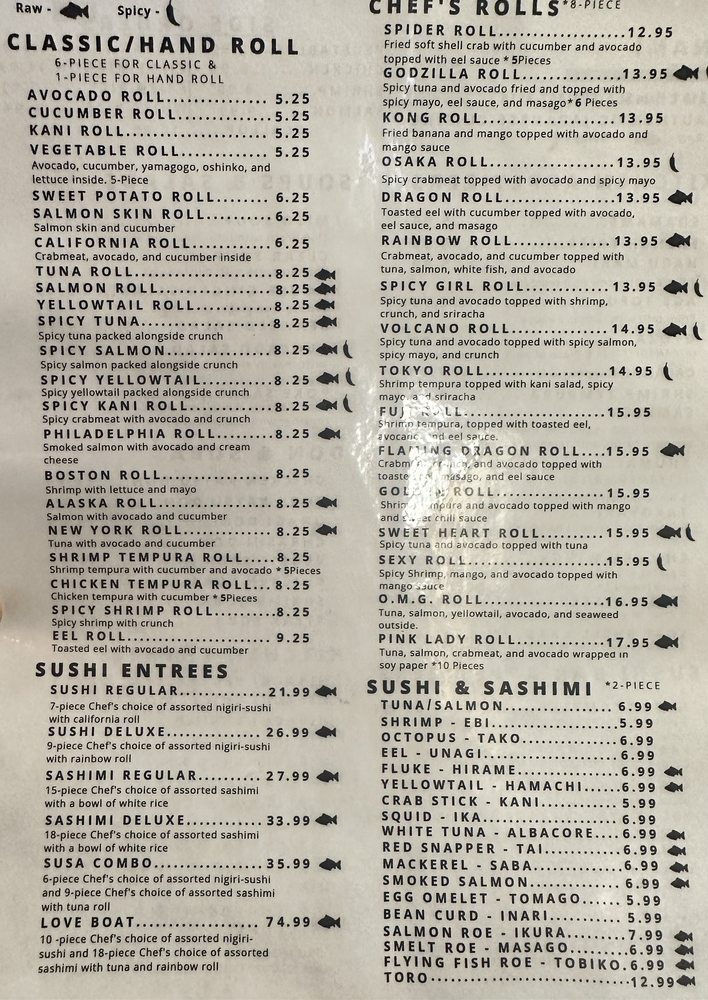 Raw -
Spicy -
CLASSIC/HAND ROLL
6-PIECE FOR CLASSIC &
1-PIECE FOR HAND ROLL
AVOCADO ROLL............ 5.25
CUCUMBER ROLL........... 5.25
KANI ROLL............... 5.25
VEGETABLE ROLL.......... 5.25
Avocado, cucumber, yamagogo, oshinko, and
lettuce inside. 5-Piece
SWEET POTATO ROLL....... 6.25
SALMON SKIN ROLL........ 6.25
Salmon skin and cucumber
CALIFORNIA ROLL......... 6.25
Crabmeat, avocado, and cucumber inside
TUNA ROLL...............8.25
SALMON ROLL.............8.25
YELLOWTAIL ROLL.........8.25
SPICY TUNA..............8.25
Spicy tuna packed alongside crunch
SPICY SALMON............8.25
Spicy salmon packed alongside crunch
SPICY YELLOWTAIL........8.25
Spicy yellowtail packed alongside crunch
SPICY KANI ROLL.........8.25
Spicy crabmeat with avocado and crunch
PHILADELPHIA ROLL.......8.25
Smoked salmon with avocado and cream
cheese
BOSTON ROLL............. 8.25
Shrimp with lettuce and mayo
ALASKA ROLL.............8.25
Salmon with avocado and cucumber
NEW YORK ROLL...........8.25
Tuna with avocado and cucumber
SHRIMP TEMPURA ROLL.....8.25
Shrimp tempura with cucumber and avocado *5Pieces
CHICKEN TEMPURA ROLL... 8.25
Chicken tempura with cucumber *5Pieces
SPICY SHRIMP ROLL.......8.25
Spicy shrimp with crunch
EEL ROLL................ 9.25
Toasted eel with avocado and cucumber
SUSHI ENTREES
SUSHI REGULAR...........21.99
7-piece Chef's choice of assorted nigiri-sushi
with california roll
SUSHI DELUXE............ 26.99
9-piece Chef's choice of assorted nigiri-sushi
with rainbow roll
SASHIMI REGULAR......... 27.99
15-piece Chef's choice of assorted sashimi
with a bowl of white rice
SASHIMI DELUXE..........33.99
18-piece Chef's choice of assorted sashimi
with a bowl of white rice
SUSA COMBO..............35.99
6-piece Chef's choice of assorted nigiri-sushi
and 9-piece Chef's choice of assorted sashimi
with tuna roll
LOVE BOAT...............74.99
10 -piece Chef's choice of assorted nigiri-
sushi and 18-piece Chef's choice of assorted
sashimi with tuna and rainbow roll
CHEF'S ROLLS *8-PIECE
SPIDER ROLL..................12.95
Fried soft shell crab with cucumber and avocado
topped with eel sauce *5Pieces
GODZILLA ROLL...............13.95
Spicy tuna and avocado fried and topped with
spicy mayo, eel sauce, and masago*6 Pieces
KONG ROLL....................13.95
Fried banana and mango topped with avocado and
mango sauce
OSAKA ROLL...................13.95
Spicy crabmeat topped with avocado and spicy mayo
DRAGON ROLL..................13.95
Toasted eel with cucumber topped with avocado,
eel sauce, and masago
RAINBOW ROLL.................13.95
Crabmeat, avocado, and cucumber topped with
tuna, salmon, white fish, and avocado
SPICY GIRL ROLL..............13.95
Spicy tuna and avocado topped with shrimp,
crunch, and sriracha
VOLCANO ROLL.................14.95
Spicy tuna and avocado topped with spicy salmon,
spicy mayo, and crunch
TOKYO ROLL...................14.95
Shrimp tempura topped with kani salad, spicy
mayo, and sriracha
FUJI ROLL....................15.95
Shrimp tempura, topped with toasted eel,
avocado, and eel sauce.
FLAMING DRAGON ROLL....15.95
and avocado topped with
masago, and eel sauce
ROLL....................15.95
Shrimp tempura and avocado topped with mango
and sweet chili sauce
SWEET HEART ROLL.............15.95
Spicy tuna and avocado topped with tuna
SEXY ROLL....................15.95
Spicy Shrimp, mango, and avocado topped with
mango sauce
O.M.G. ROLL..................16.95
Tuna, salmon, yellowtail, avocado, and seaweed
outside.
PINK LADY ROLL...............17.95
Tuna, salmon, crabmeat, and avocado wrapped in
soy paper *10 Pieces
SUSHI & SASHIMI *2-PIECE
TUNA/SALMON................ 6.99
SHRIMP - EBI................5.99
OCTOPUS - TAKO..............6.99
EEL - UNAGI................. 6.99
FLUKE - HIRAME..............6.99
YELLOWTAIL - HAMACHI......6.99
CRAB STICK - KANI.......... 5.99
SQUID - IKA................. 6.99
WHITE TUNA - ALBACORE....6.99
RED SNAPPER - TAI...........6.99
MACKEREL - SABA............6.99
SMOKED SALMON..............6.99
EGG OMELET - TOMAGO...... 5.99
BEAN CURD - INARI.......... 5.99
SALMON ROE - IKURA.........7.99
SMELT ROE - MASAGO.........6.99
FLYING FISH ROE - TOBIKO.6.99
TORO........................12.99